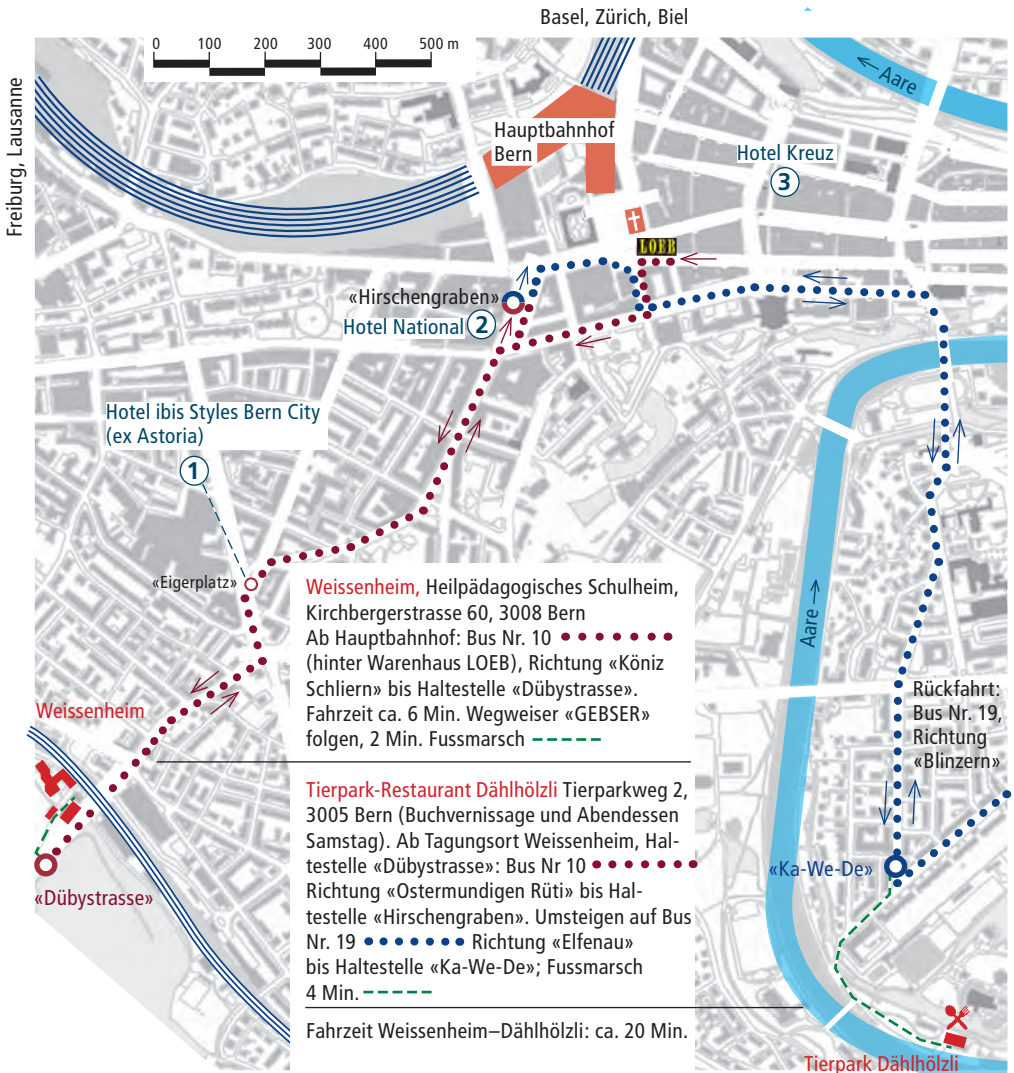 Basel, Zürich, Biel
0 100 200 300 400 500 m
Freiburg, Lausanne
← Aare
Hauptbahnhof
Bern
Hotel Kreuz
3
LOEB
«Hirschengraben»
Hotel National 2
Hotel ibis Styles Bern City
(ex Astoria)
1
«Eigerplatz»
Weissenheim, Heilpädagogisches Schulheim,
Kirchbergerstrasse 60, 3008 Bern
Ab Hauptbahnhof: Bus Nr. 10
(hinter Warenhaus LOEB), Richtung «Köniz
Schliern» bis Haltestelle «Dübystrasse».
Fahrzeit ca. 6 Min. Wegweiser «GEBSER»
folgen, 2 Min. Fussmarsch
Aare →
Rückfahrt:
Bus Nr. 19,
Richtung
«Blinzern»
Weissenheim
Tierpark-Restaurant Dählhölzli Tierparkweg 2,
3005 Bern (Buchvernissage und Abendessen
Samstag). Ab Tagungsort Weissenheim, Hal-
testelle «Dübystrasse»: Bus Nr 10
Richtung «Ostermundigen Rüti» bis Hal-
testelle «Hirschengraben». Umsteigen auf Bus
Nr. 19 Richtung «Elfenau»
bis Haltestelle «Ka-We-De»; Fussmarsch
4 Min.
«Ka-We-De»
«Dübystrasse»
Fahrzeit Weissenheim–Dählhölzli: ca. 20 Min.
Tierpark Dählhölzli